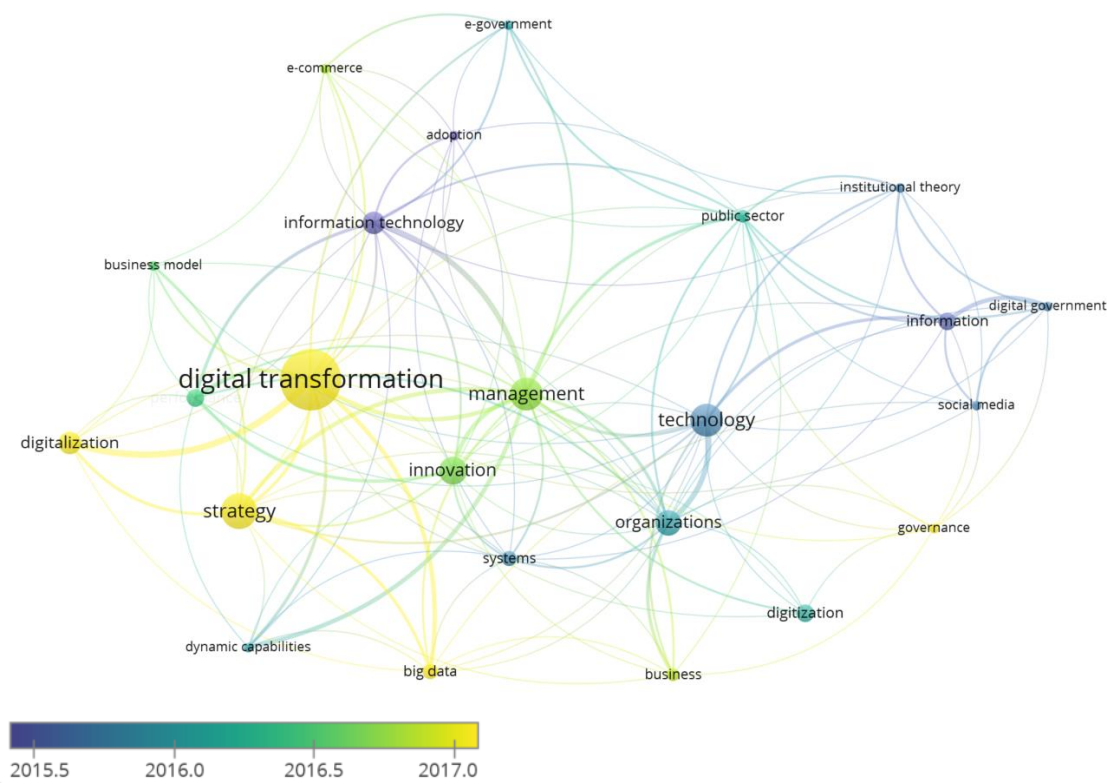 e-government
e-commerce
adoption
institutional theory
information technology
public sector
business model
digital government
information
digital transformation
management
social media
technology
digitalization
innovation
strategy
organizations
governance
systems
digitization
dynamic capabilities
big data
business
2015.5 2016.0 2016.5 2017.0